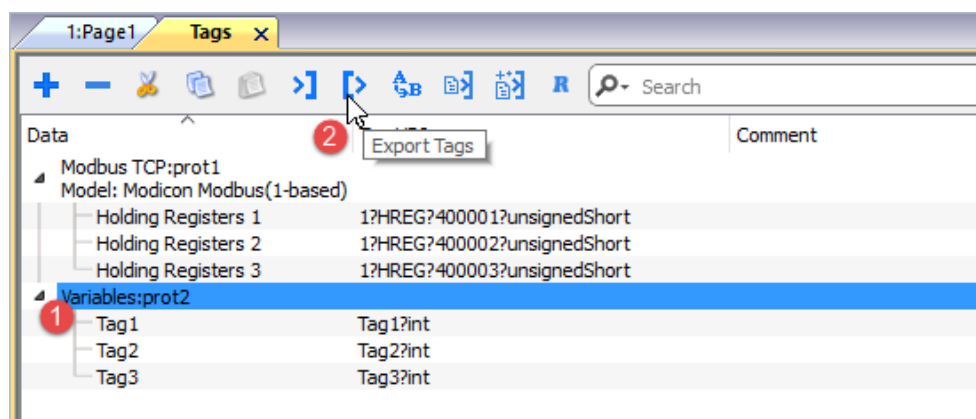 1:Page1 Tags x
Search
Data Comment
2 Export Tags
Modbus TCP:prot1
Model: Modicon Modbus(1-based)
Holding Registers 1 1?HREG?400001?unsignedShort
Holding Registers 2 1?HREG?400002?unsignedShort
Holding Registers 3 1?HREG?400003?unsignedShort
Variables:prot2
1 Tag1 Tag1?int
Tag2 Tag2?int
Tag3 Tag3?int